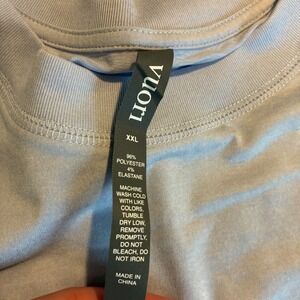 vuori
XXL
96%
POLYESTER
4%
ELASTANE
MACHINE
WASH COLD
WITH LIKE
COLORS,
TUMBLE
DRY LOW,
REMOVE
PROMPTLY,
DO NOT
BLEACH, DO
NOT IRON
MADE IN
CHINA